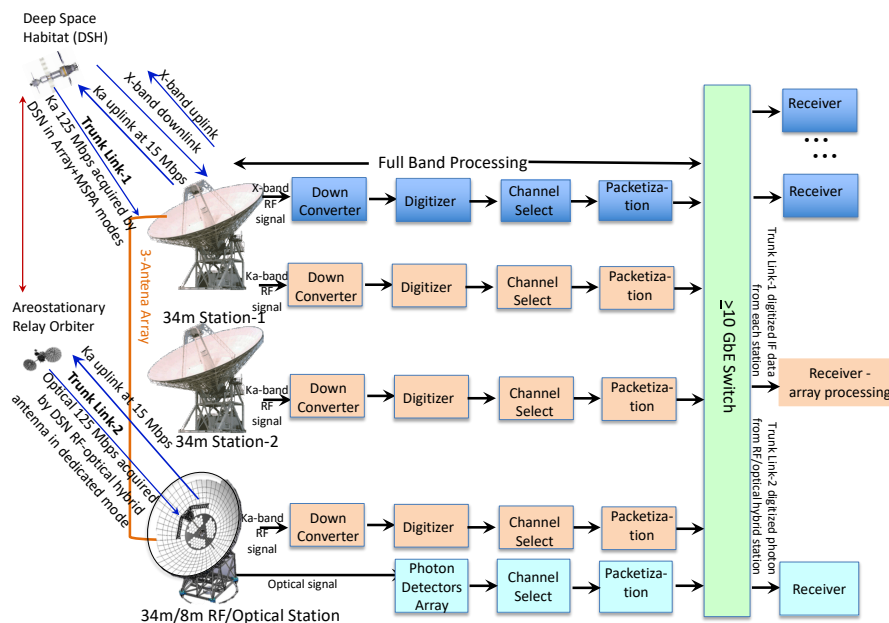 Deep Space
Habitat (DSH)
X-band uplink
X-band downlink
Ka uplink at 15 Mbps
Trunk Link-1
Ka 125 Mbps acquired by
DSN in Array+MSPA modes
3-Antena Array
Areostationary
Relay Orbiter
Ka uplink at 15 Mbps
Trunk Link-2
Optical 125 Mbps acquired
by DSN RF-optical hybrid
antenna in dedicated mode
Full Band Processing
X-band
RF
signal
Down
Converter
Digitizer
Channel
Select
Packetiza-
tion
Ka-band
RF
signal
Down
Converter
Digitizer
Channel
Select
Packetiza-
tion
34m Station-1
Ka-band
RF
signal
Down
Converter
Digitizer
Channel
Select
Packetiza-
tion
34m Station-2
Ka-band
RF
signal
Down
Converter
Digitizer
Channel
Select
Packetiza-
tion
Optical signal
Photon
Detectors
Array
Channel
Select
Packetiza-
tion
34m/8m RF/Optical Station
≥10 GbE Switch
Receiver
...
...
Receiver
Trunk Link-1 digitized IF data
from each station
Receiver -
array processing
Trunk Link-2 digitized photon
from RF/optical hybrid station
Receiver